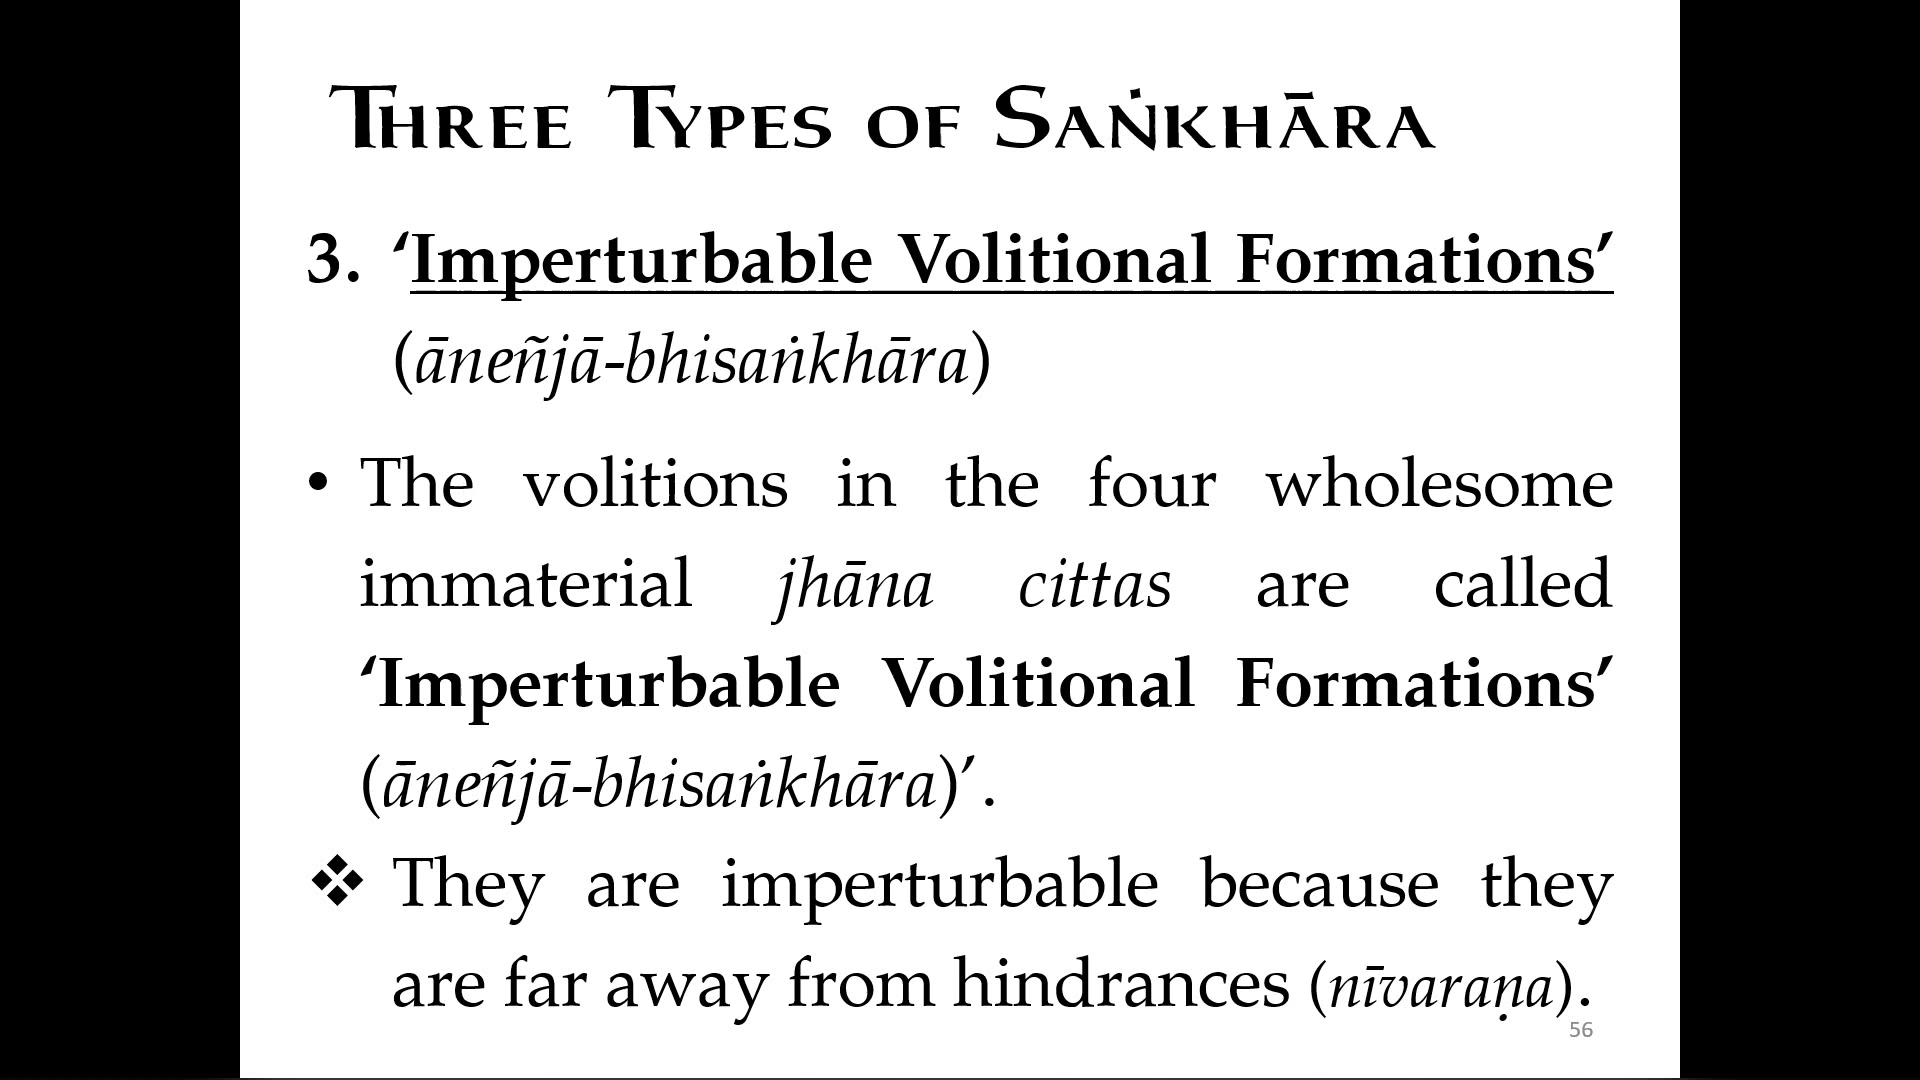 Three Types of Saṅkhāra
3. ‘Imperturbable Volitional Formations’
(āneñjā-bhisaṅkhāra)
• The volitions in the four wholesome
immaterial jhāna cittas are called
‘Imperturbable Volitional Formations’
(āneñjā-bhisaṅkhāra)’.
❖ They are imperturbable because they
are far away from hindrances (nīvaraṇa).
56